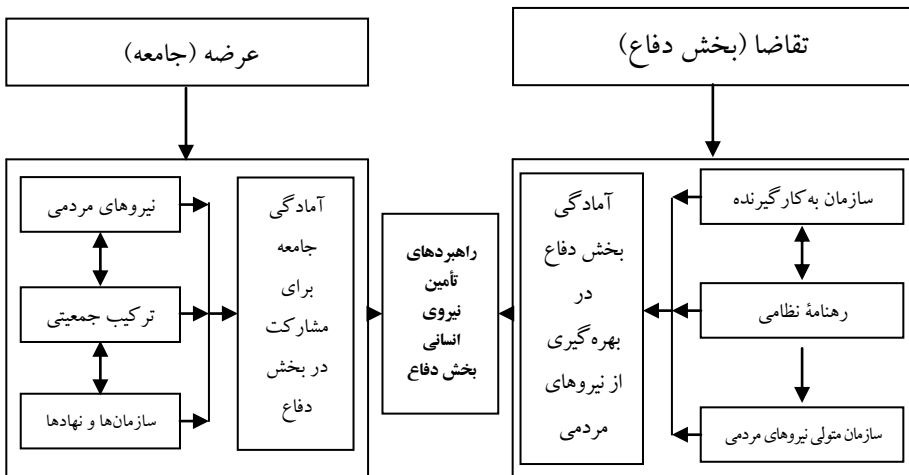 تقاضا (بخش دفاع)
عرضه (جامعه)
سازمان به کارگیرنده
رهنامۀ نظامی
سازمان متولی نیروهای مردمی
آمادگی
بخش دفاع
در
بهره‌گیری
از نیروهای
مردمی
راهبردهای
تأمین
نیروی
انسانی
بخش دفاع
آمادگی
جامعه
برای
مشارکت
در بخش
دفاع
نیروهای مردمی
ترکیب جمعیتی
سازمان‌ها و نهادها